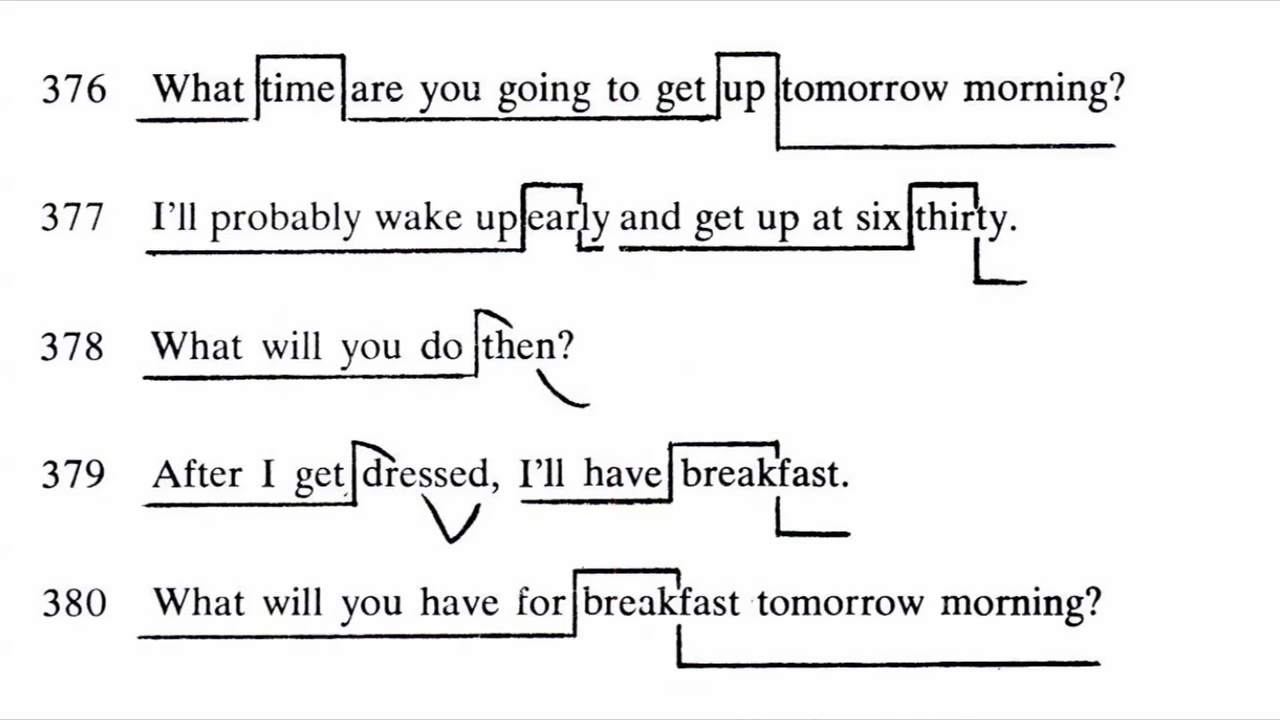 376 What time are you going to get up tomorrow morning?
377 I'll probably wake up early and get up at six thirty.
378 What will you do then?
379 After I get dressed, I'll have breakfast.
380 What will you have for breakfast tomorrow morning?